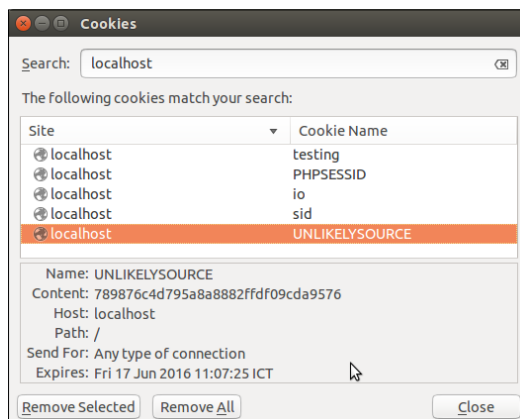 Cookies
Search: localhost
The following cookies match your search:
Site Cookie Name
localhost testing
localhost PHPSESSID
localhost io
localhost sid
localhost UNLIKELYSOURCE
Name: UNLIKELYSOURCE
Content: 789876c4d795a8a8882ffdf09cda9576
Host: localhost
Path: /
Send For: Any type of connection
Expires: Fri 17 Jun 2016 11:07:25 ICT
Remove Selected Remove All Close